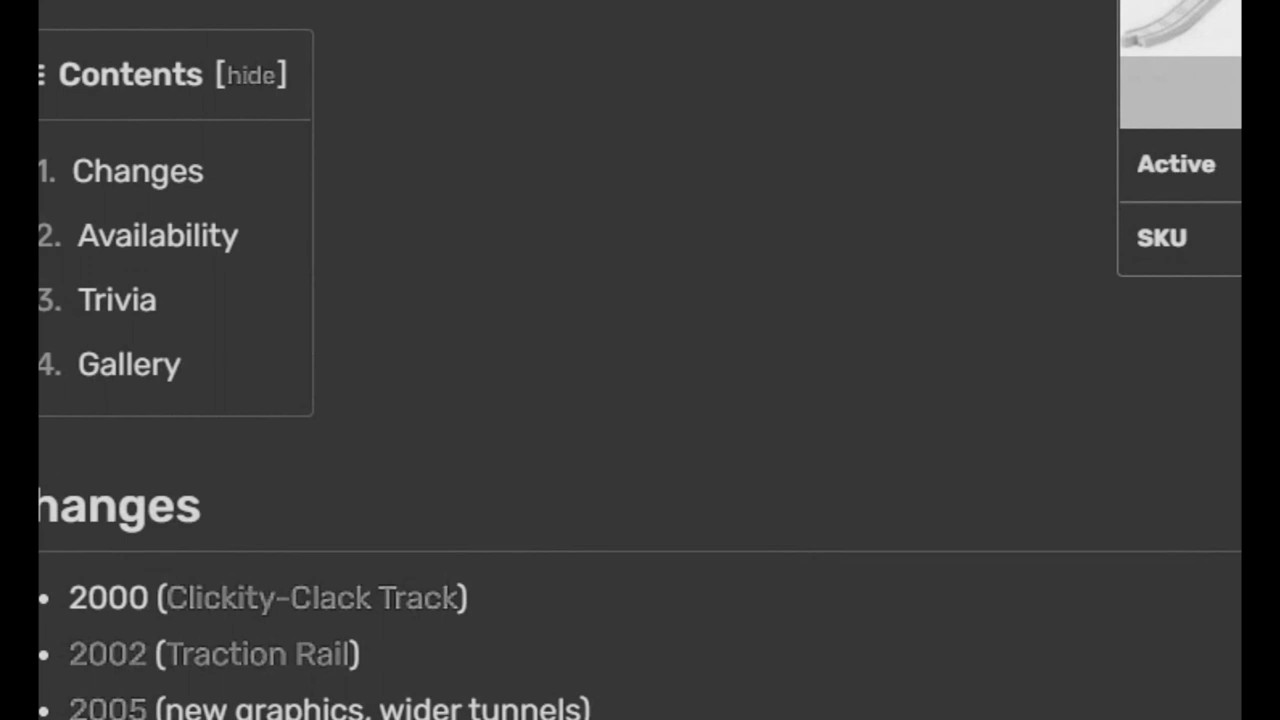 Contents [hide]
1. Changes
2. Availability
3. Trivia
4. Gallery
Active
SKU
hanges
• 2000 (Clickity-Clack Track)
• 2002 (Traction Rail)
• 2005 (new graphics, wider tunnels)